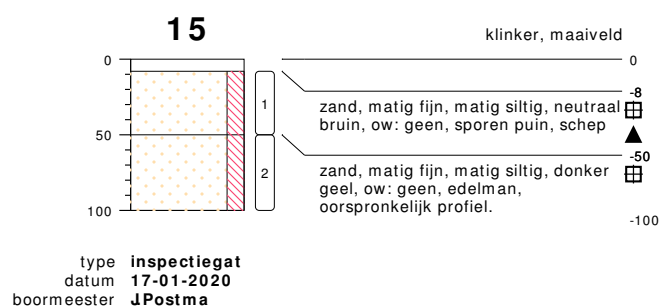 15
klinker, maaiveld
0
0
-8
zand, matig fijn, matig siltig, neutraal
bruin, ow: geen, sporen puin, schep
1
50
-50
zand, matig fijn, matig siltig, donker
geel, ow: geen, edelman,
oorspronkelijk profiel.
2
100
-100
type inspectiegat
datum 17-01-2020
boormeester J.Postma